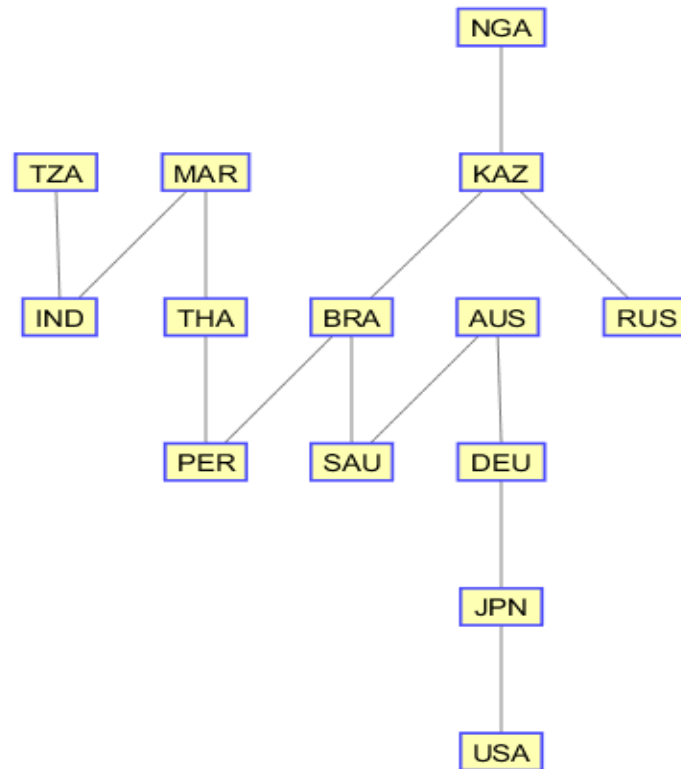 NGA
TZA MAR KAZ
IND THA BRA AUS RUS
PER SAU DEU
JPN
USA